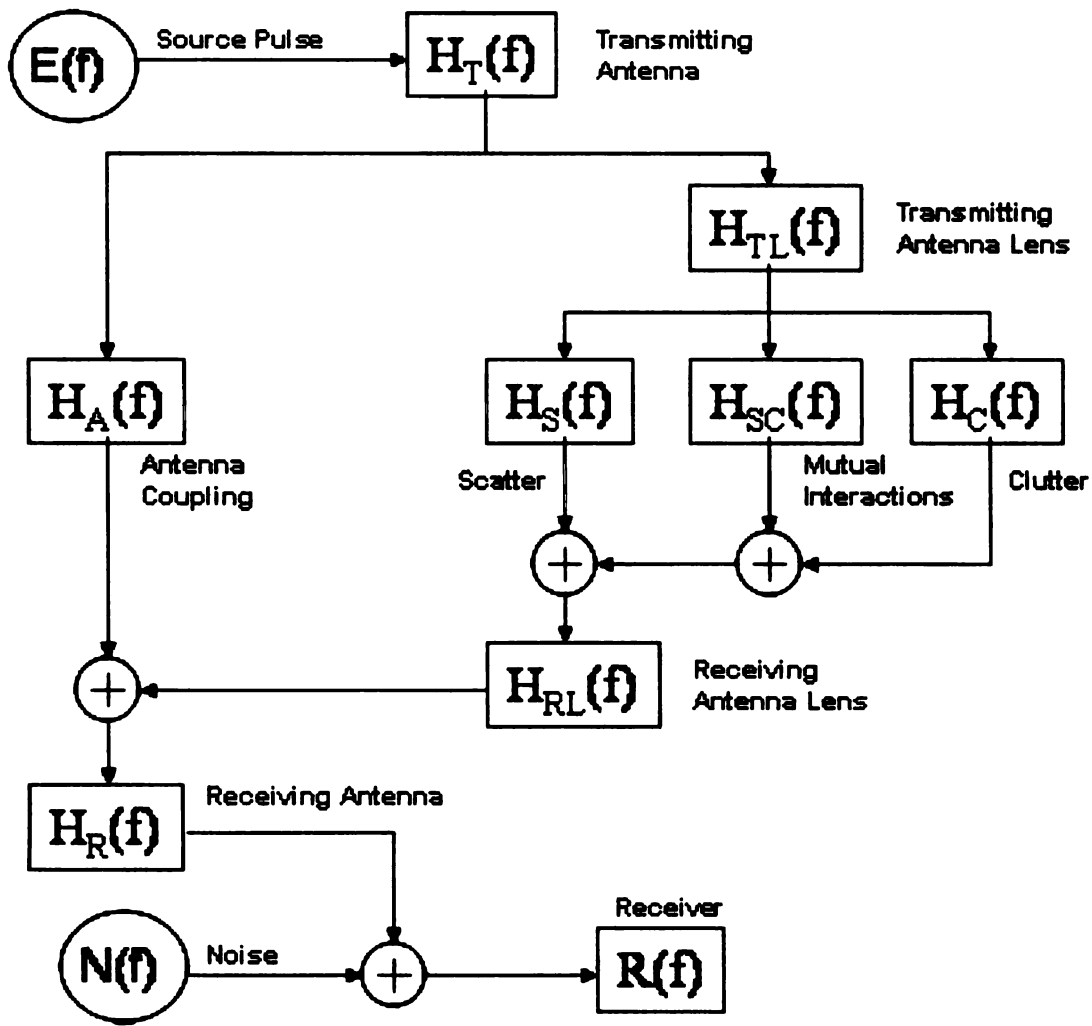 E(f)
Source Pulse
H_T(f)
Transmitting
Antenna
H_TL(f)
Transmitting
Antenna Lens
H_A(f)
H_S(f)
H_SC(f)
H_C(f)
Antenna
Coupling
Scatter
Mutual
Interactions
Clutter
+
+
H_RL(f)
Receiving
Antenna Lens
+
H_R(f)
Receiving Antenna
N(f)
Noise
+
Receiver
R(f)